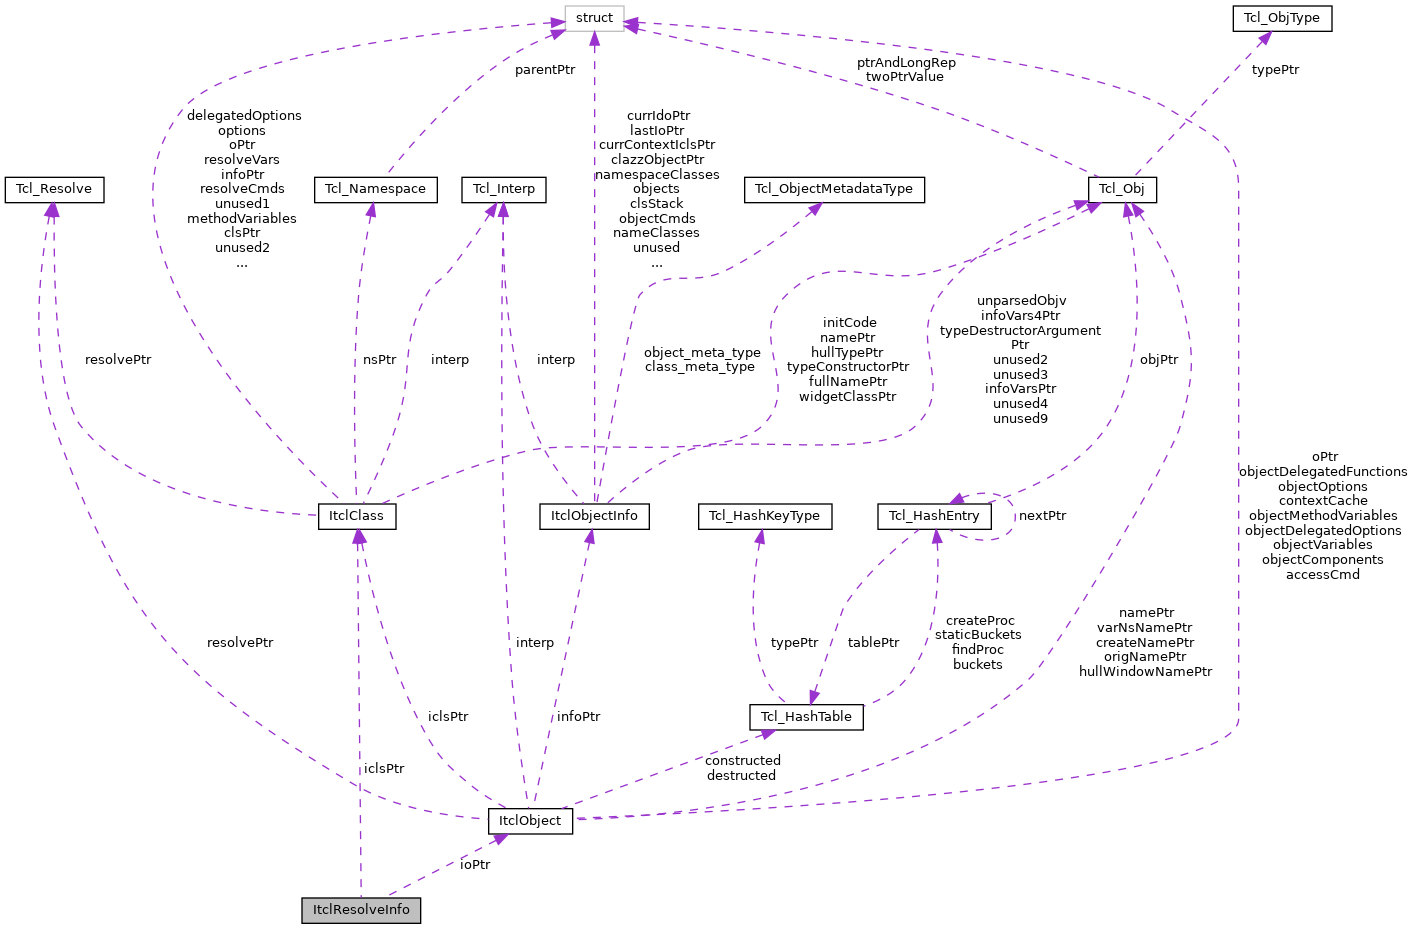 struct
Tcl_ObjType
parentPtr
ptrAndLongRep
twoPtrValue
typePtr
delegatedOptions
options
oPtr
resolveVars
infoPtr
resolveCmds
unused1
methodVariables
clsPtr
unused2
...
currIdoPtr
lastIoPtr
currContextIclsPtr
clazzObjectPtr
namespaceClasses
objects
clsStack
objectCmds
nameClasses
unused
...
Tcl_Resolve
Tcl_Namespace
Tcl_Interp
Tcl_ObjectMetadataType
Tcl_Obj
resolvePtr
nsPtr
interp
interp
object_meta_type
class_meta_type
initCode
namePtr
hullTypePtr
typeConstructorPtr
fullNamePtr
widgetClassPtr
unparsedObjv
infoVars4Ptr
typeDestructorArgument
Ptr
unused2
unused3
infoVarsPtr
unused4
unused9
objPtr
oPtr
objectDelegatedFunctions
objectOptions
contextCache
objectMethodVariables
objectDelegatedOptions
objectVariables
objectComponents
accessCmd
ItclClass
ItclObjectInfo
Tcl_HashKeyType
Tcl_HashEntry
nextPtr
resolvePtr
interp
typePtr
tablePtr
createProc
staticBuckets
findProc
buckets
namePtr
varNsNamePtr
createNamePtr
origNamePtr
hullWindowNamePtr
iclsPtr
infoPtr
Tcl_HashTable
iclsPtr
constructed
destructed
ItclObject
ioPtr
ItclResolveInfo